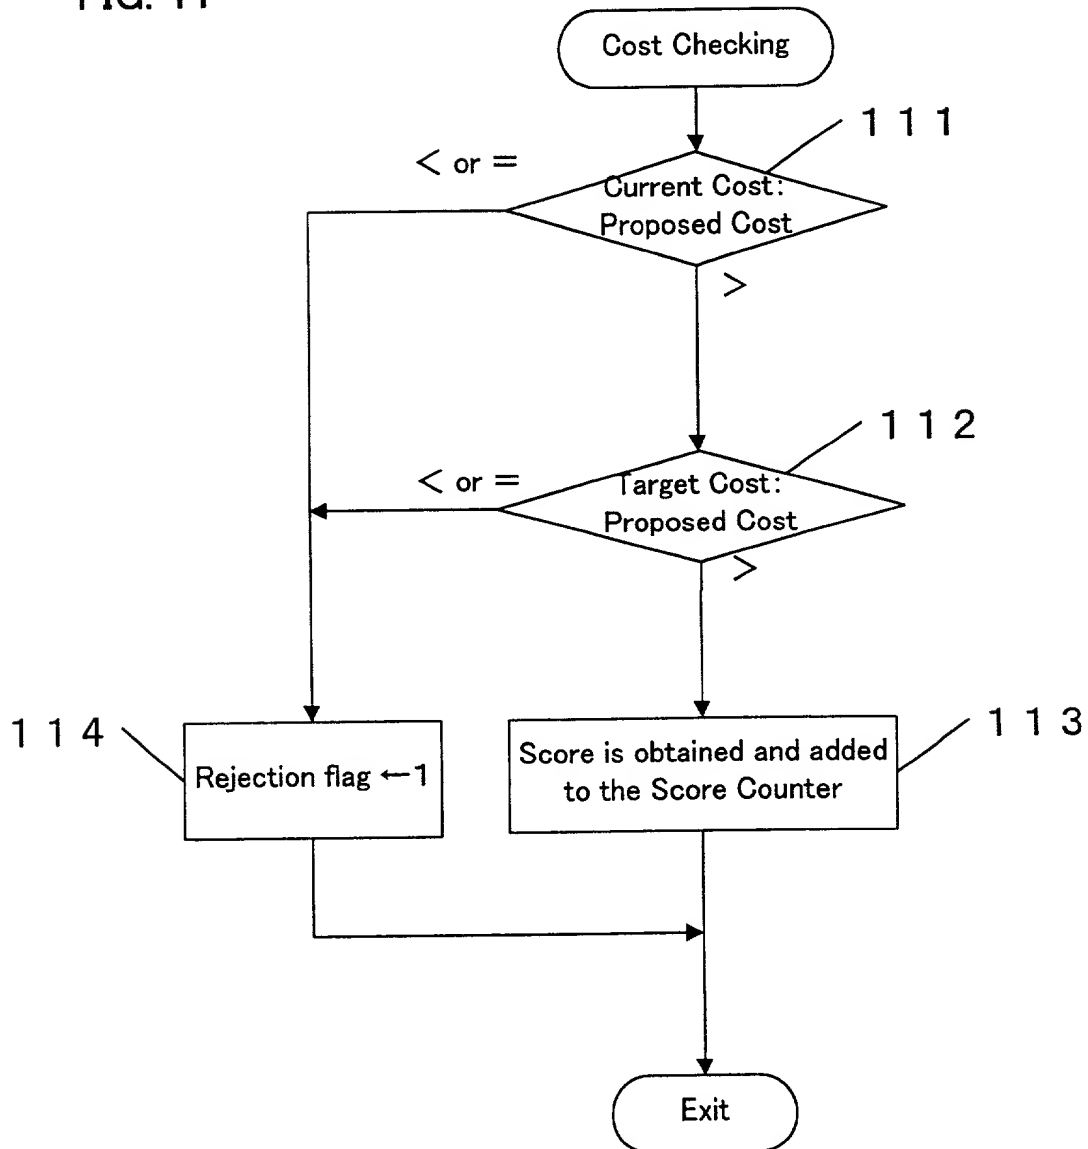 Cost Checking
1 1 1
< or =
Current Cost:
Proposed Cost
>
1 1 2
< or =
Target Cost:
Proposed Cost
>
1 1 4
Rejection flag ←1
Score is obtained and added
to the Score Counter
1 1 3
Exit